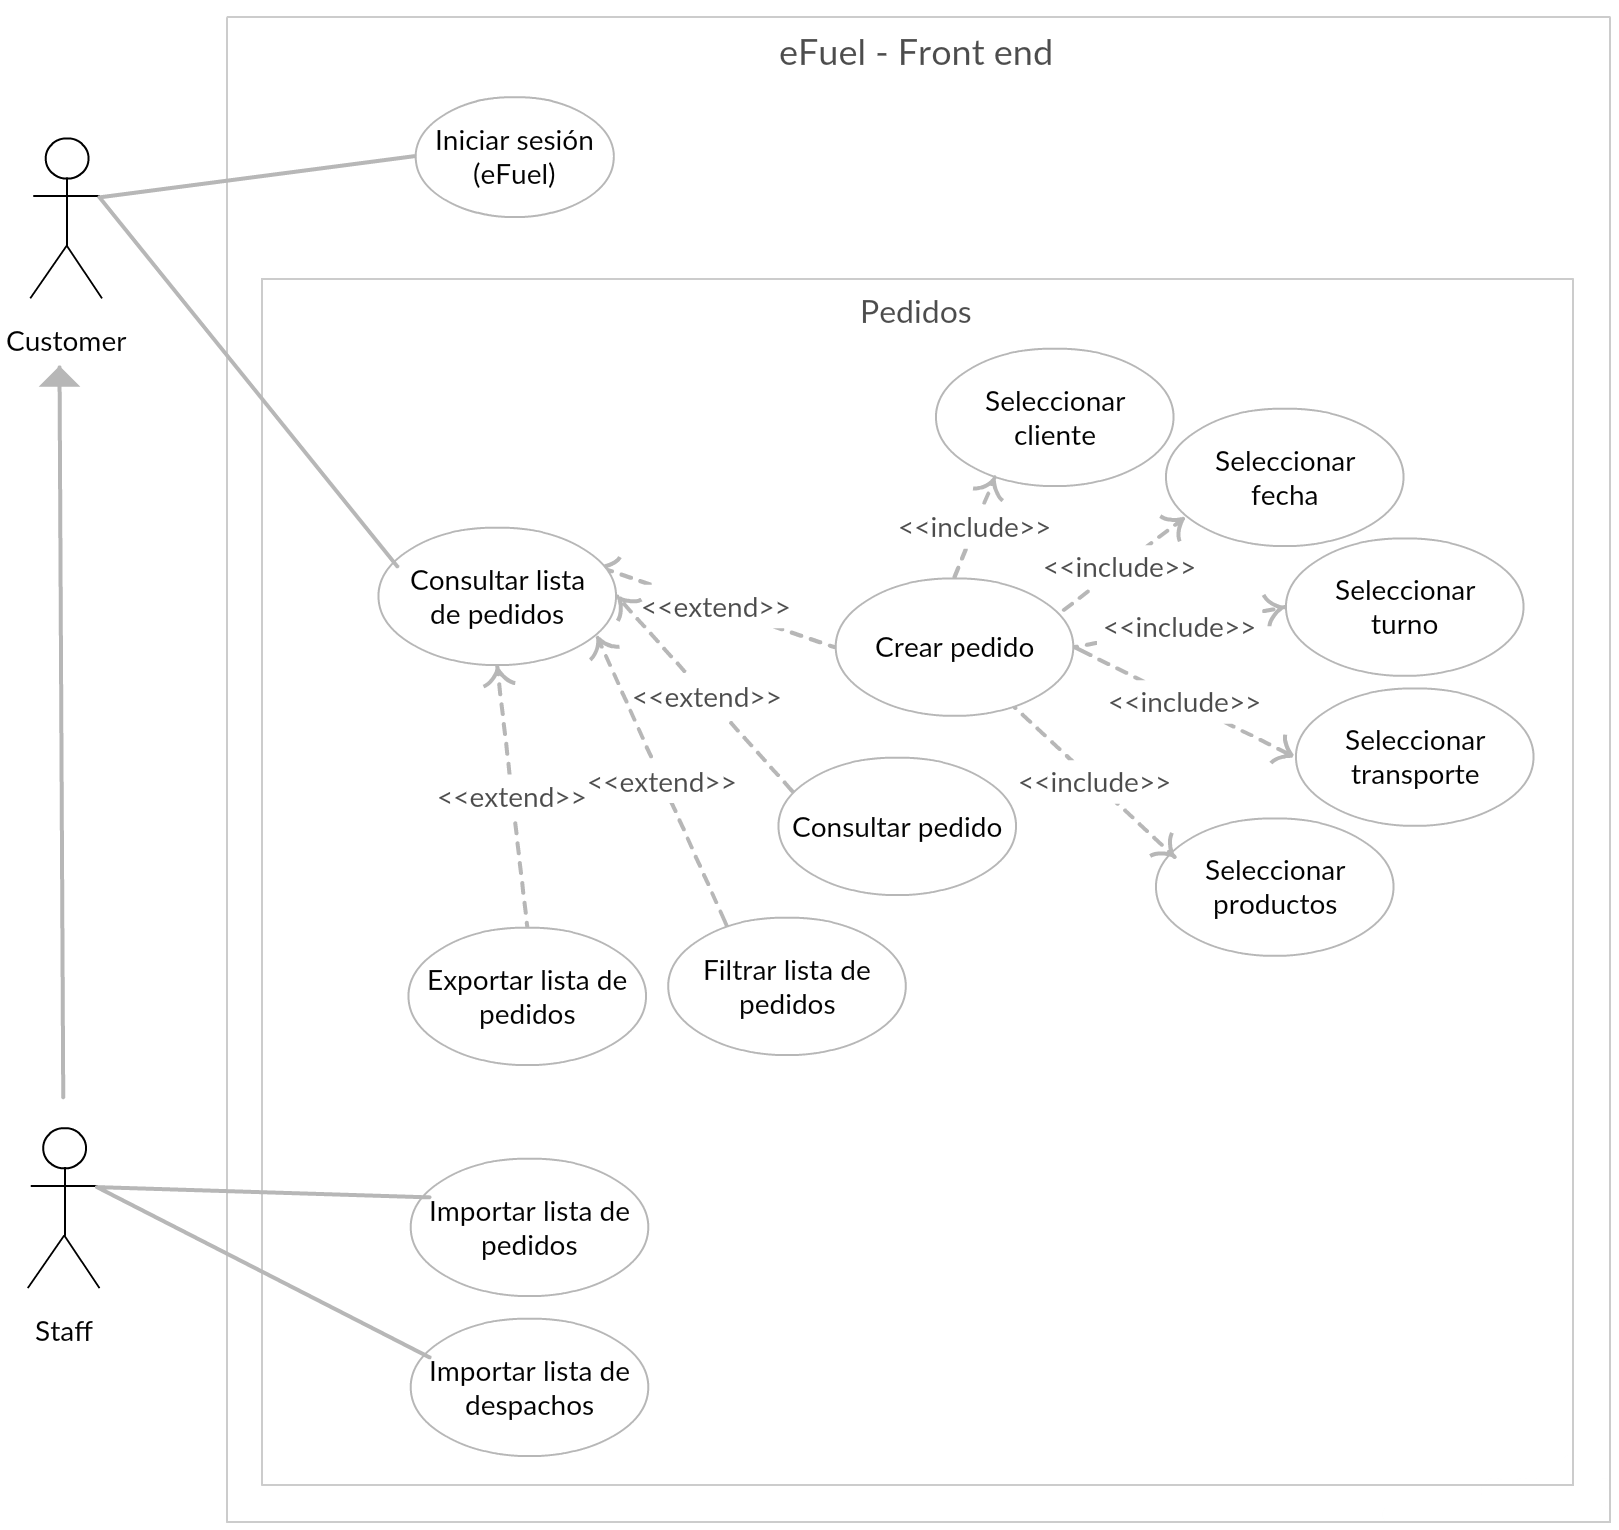 eFuel - Front end
Iniciar sesión
(eFuel)
Customer
Pedidos
Seleccionar
cliente
Seleccionar
fecha
<<include>>
<<include>>
Consultar lista
de pedidos
<<extend>>
Crear pedido
<<include>>
Seleccionar
turno
<<extend>>
<<include>>
Seleccionar
transporte
<<extend>>
<<extend>>
<<include>>
Consultar pedido
Seleccionar
productos
Exportar lista de
pedidos
Filtrar lista de
pedidos
Importar lista de
pedidos
Staff
Importar lista de
despachos